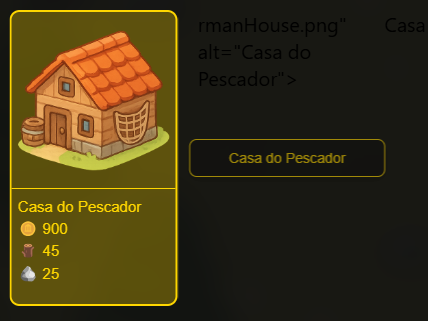 rmanHouse.png"
alt="Casa do
Pescador">
Casa
Casa do Pescador
Casa do Pescador
900
45
25